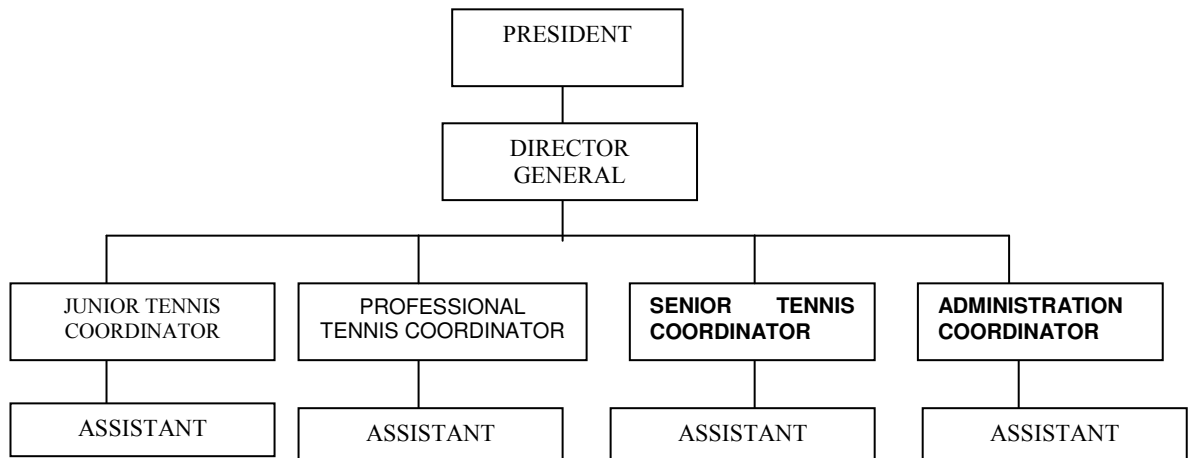 PRESIDENT
DIRECTOR
GENERAL
JUNIOR TENNIS
COORDINATOR
PROFESSIONAL
TENNIS COORDINATOR
SENIOR TENNIS
COORDINATOR
ADMINISTRATION
COORDINATOR
ASSISTANT
ASSISTANT
ASSISTANT
ASSISTANT